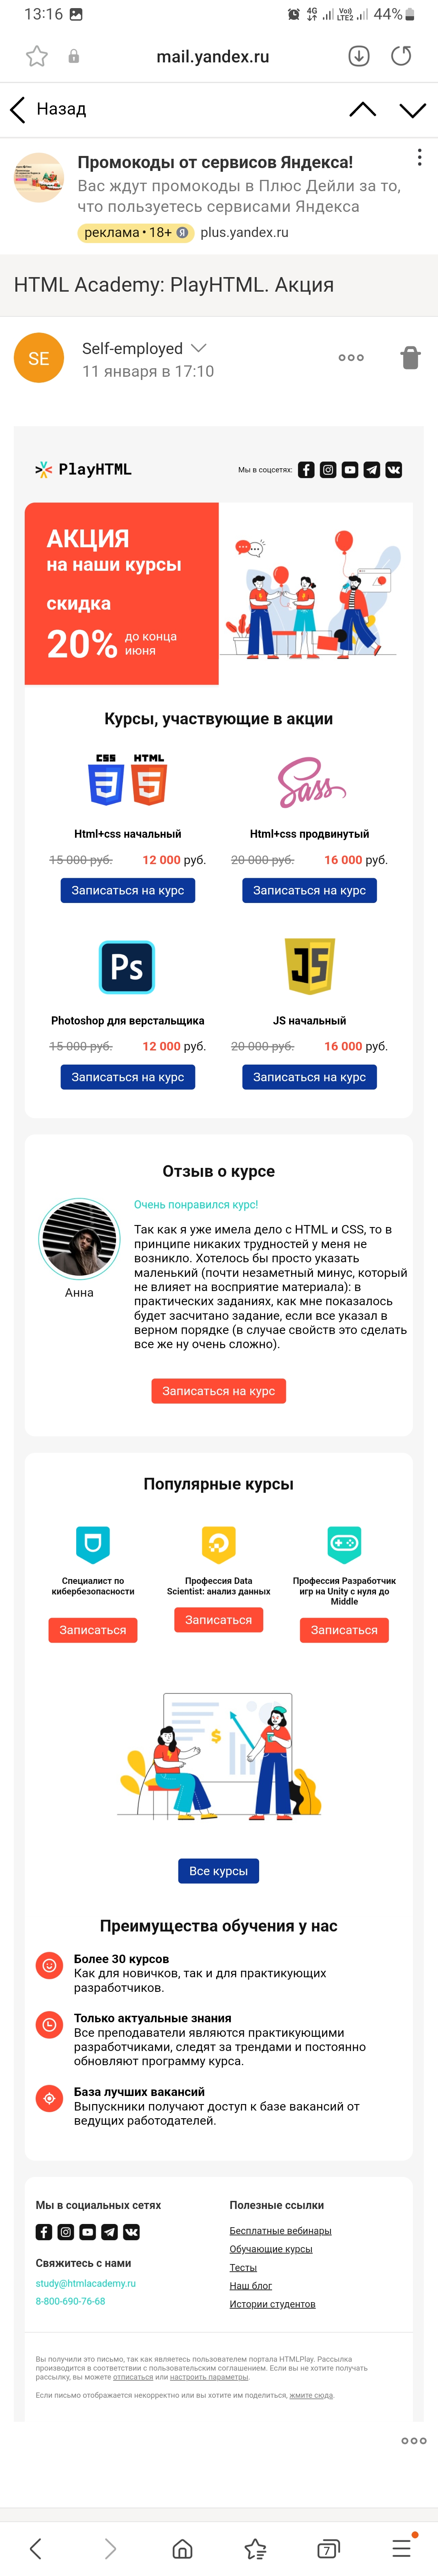 13:16
4G
Vo))
LTE2
44%
mail.yandex.ru
Назад
Промокоды от сервисов Яндекса!
Вас ждут промокоды в Плюс Дейли за то,
что пользуетесь сервисами Яндекса
реклама • 18+ Я plus.yandex.ru
HTML Academy: PlayHTML. Акция
SE
Self-employed
11 января в 17:10
PlayHTML
Мы в соцсетях:
АКЦИЯ
на наши курсы
скидка
20% до конца
июня
Курсы, участвующие в акции
CSS HTML
3 5
Sass
Html+css начальный
Html+css продвинутый
15 000 руб. 12 000 руб.
20 000 руб. 16 000 руб.
Записаться на курс
Записаться на курс
Ps
JS
Photoshop для верстальщика
JS начальный
15 000 руб. 12 000 руб.
20 000 руб. 16 000 руб.
Записаться на курс
Записаться на курс
Отзыв о курсе
Очень понравился курс!
Так как я уже имела дело с HTML и CSS, то в
принципе никаких трудностей у меня не
возникло. Хотелось бы просто указать
маленький (почти незаметный минус, который
не влияет на восприятие материала): в
практических заданиях, как мне показалось
будет засчитано задание, если все указал в
верном порядке (в случае свойств это сделать
все же ну очень сложно).
Анна
Записаться на курс
Популярные курсы
Специалист по
кибербезопасности
Профессия Data
Scientist: анализ данных
Профессия Разработчик
игр на Unity с нуля до
Middle
Записаться
Записаться
Записаться
$
Все курсы
Преимущества обучения у нас
Более 30 курсов
Как для новичков, так и для практикующих
разработчиков.
Только актуальные знания
Все преподаватели являются практикующими
разработчиками, следят за трендами и постоянно
обновляют программу курса.
База лучших вакансий
Выпускники получают доступ к базе вакансий от
ведущих работодателей.
Мы в социальных сетях
Свяжитесь с нами
study@htmlacademy.ru
8-800-690-76-68
Полезные ссылки
Бесплатные вебинары
Обучающие курсы
Тесты
Наш блог
Истории студентов
Вы получили это письмо, так как являетесь пользователем портала HTMLPlay. Рассылка
производится в соответствии с пользовательским соглашением. Если вы не хотите получать
рассылку, вы можете отписаться или настроить параметры.
Если письмо отображается некорректно или вы хотите им поделиться, жмите сюда.
7